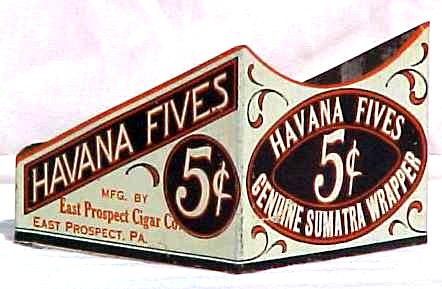 HAVANA FIVES
5¢
MFG. BY
East Prospect Cigar Co.
EAST PROSPECT, PA.
HAVANA FIVES
5¢
GENUINE SUMATRA WRAPPER